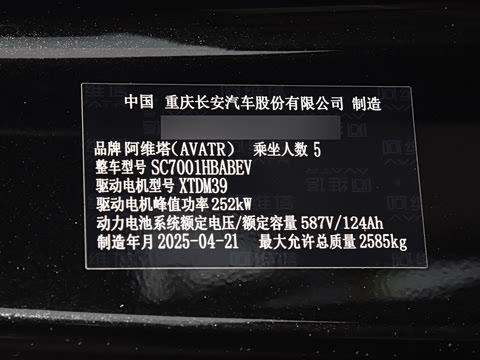 中国 重庆长安汽车股份有限公司 制造
品牌 阿维塔(AVATR) 乘坐人数 5
整车型号 SC7001HBABEV
驱动电机型号 XTDM39
驱动电机峰值功率 252kW
动力电池系统额定电压/额定容量 587V/124Ah
制造年月 2025-04-21 最大允许总质量 2585kg